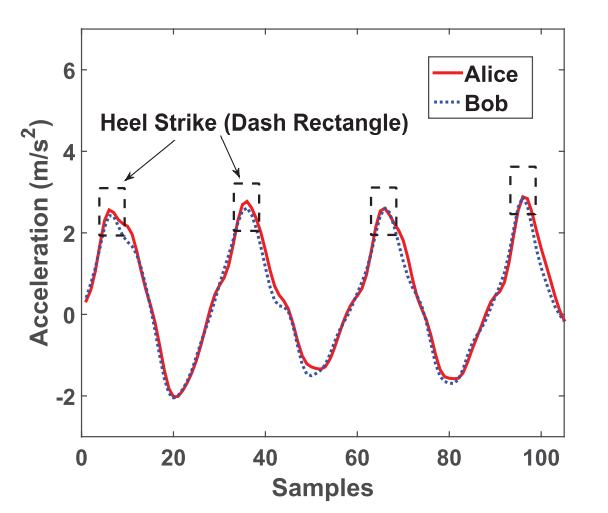 6
4
2
0
-2
0
20
40
60
80
100
Acceleration (m/s²)
Samples
Heel Strike (Dash Rectangle)
Alice
Bob